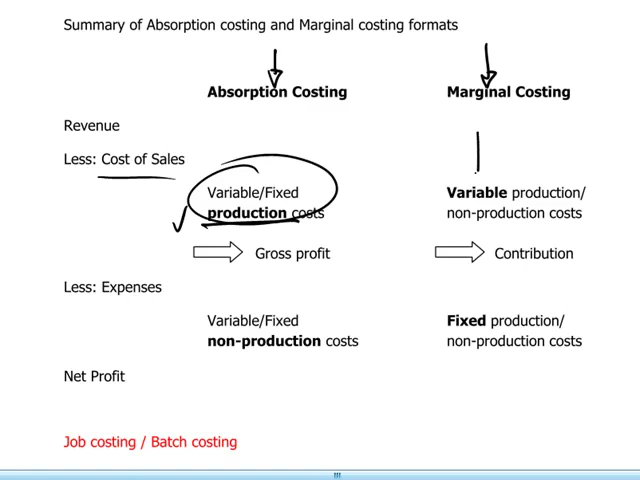 Summary of Absorption costing and Marginal costing formats
Absorption Costing
Marginal Costing
Revenue
Less: Cost of Sales
Variable/Fixed
production costs
Variable production/
non-production costs
Gross profit
Contribution
Less: Expenses
Variable/Fixed
non-production costs
Fixed production/
non-production costs
Net Profit
Job costing / Batch costing